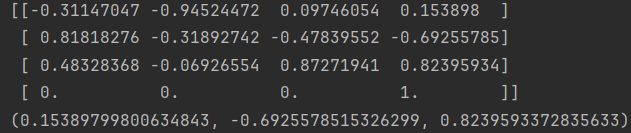 [[-0.31147047 -0.94524472  0.09746054  0.153898  ]
 [ 0.81818276 -0.31892742 -0.47839552 -0.69255785]
 [ 0.48328368 -0.06926554  0.87271941  0.82395934]
 [ 0.          0.          0.          1.        ]]
(0.15389799800634843, -0.6925578515326299, 0.8239593372835633)